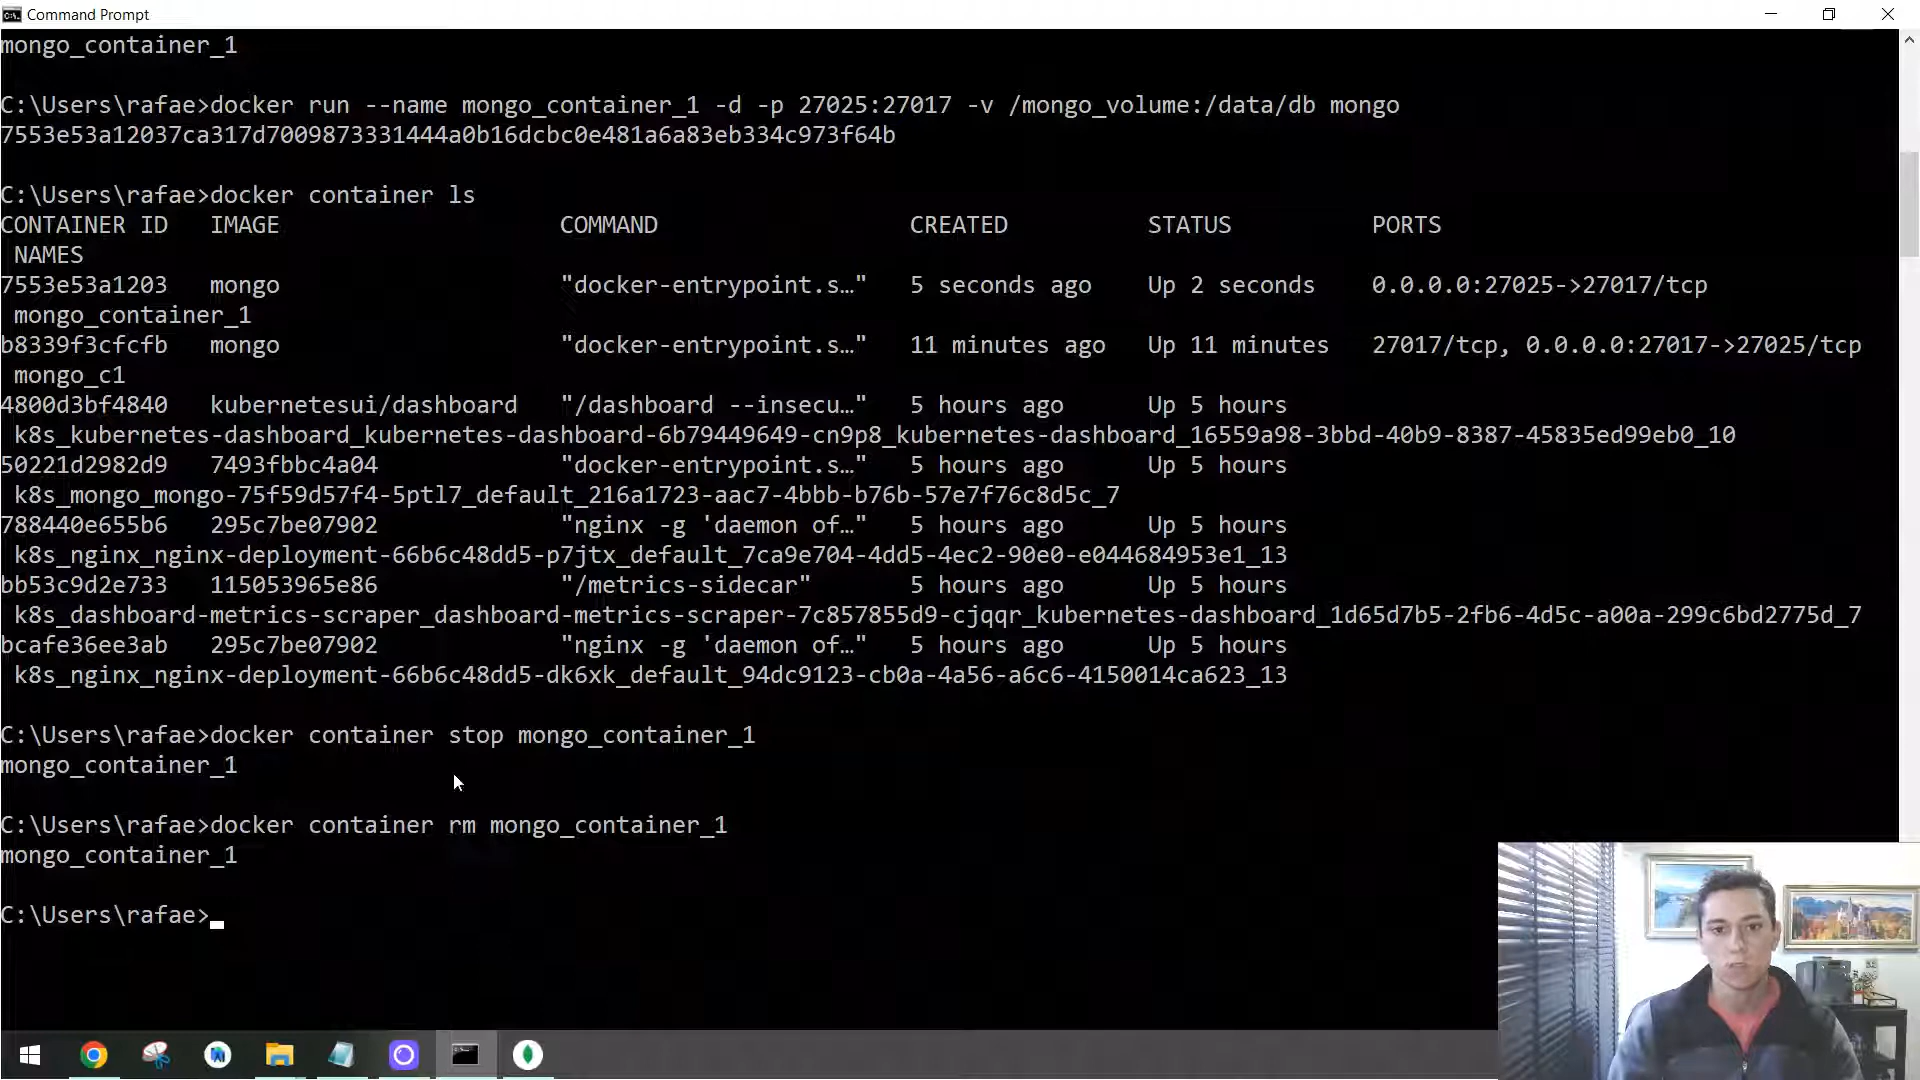 Command Prompt
mongo_container_1
C:\Users\rafae>docker run --name mongo_container_1 -d -p 27025:27017 -v /mongo_volume:/data/db mongo
7553e53a12037ca317d7009873331444a0b16dcbc0e481a6a83eb334c973f64b
C:\Users\rafae>docker container ls
CONTAINER ID   IMAGE                    COMMAND                  CREATED          STATUS          PORTS
 NAMES
7553e53a1203   mongo                    "docker-entrypoint.s…"   5 seconds ago    Up 2 seconds    0.0.0.0:27025->27017/tcp
 mongo_container_1
b8339f3cfcfb   mongo                    "docker-entrypoint.s…"   11 minutes ago   Up 11 minutes   27017/tcp, 0.0.0.0:27017->27025/tcp
 mongo_c1
4800d3bf4840   kubernetesui/dashboard   "/dashboard --insecu…"   5 hours ago      Up 5 hours
 k8s_kubernetes-dashboard_kubernetes-dashboard-6b79449649-cn9p8_kubernetes-dashboard_16559a98-3bbd-40b9-8387-45835ed99eb0_10
50221d2982d9   7493fbbc4a04             "docker-entrypoint.s…"   5 hours ago      Up 5 hours
 k8s_mongo_mongo-75f59d57f4-5ptl7_default_216a1723-aac7-4bbb-b76b-57e7f76c8d5c_7
788440e655b6   295c7be07902             "nginx -g 'daemon of…"   5 hours ago      Up 5 hours
 k8s_nginx_nginx-deployment-66b6c48dd5-p7jtx_default_7ca9e704-4dd5-4ec2-90e0-e044684953e1_13
bb53c9d2e733   115053965e86             "/metrics-sidecar"       5 hours ago      Up 5 hours
 k8s_dashboard-metrics-scraper_dashboard-metrics-scraper-7c857855d9-cjqqr_kubernetes-dashboard_1d65d7b5-2fb6-4d5c-a00a-299c6bd2775d_7
bcafe36ee3ab   295c7be07902             "nginx -g 'daemon of…"   5 hours ago      Up 5 hours
 k8s_nginx_nginx-deployment-66b6c48dd5-dk6xk_default_94dc9123-cb0a-4a56-a6c6-4150014ca623_13
C:\Users\rafae>docker container stop mongo_container_1
mongo_container_1
C:\Users\rafae>docker container rm mongo_container_1
mongo_container_1
C:\Users\rafae>